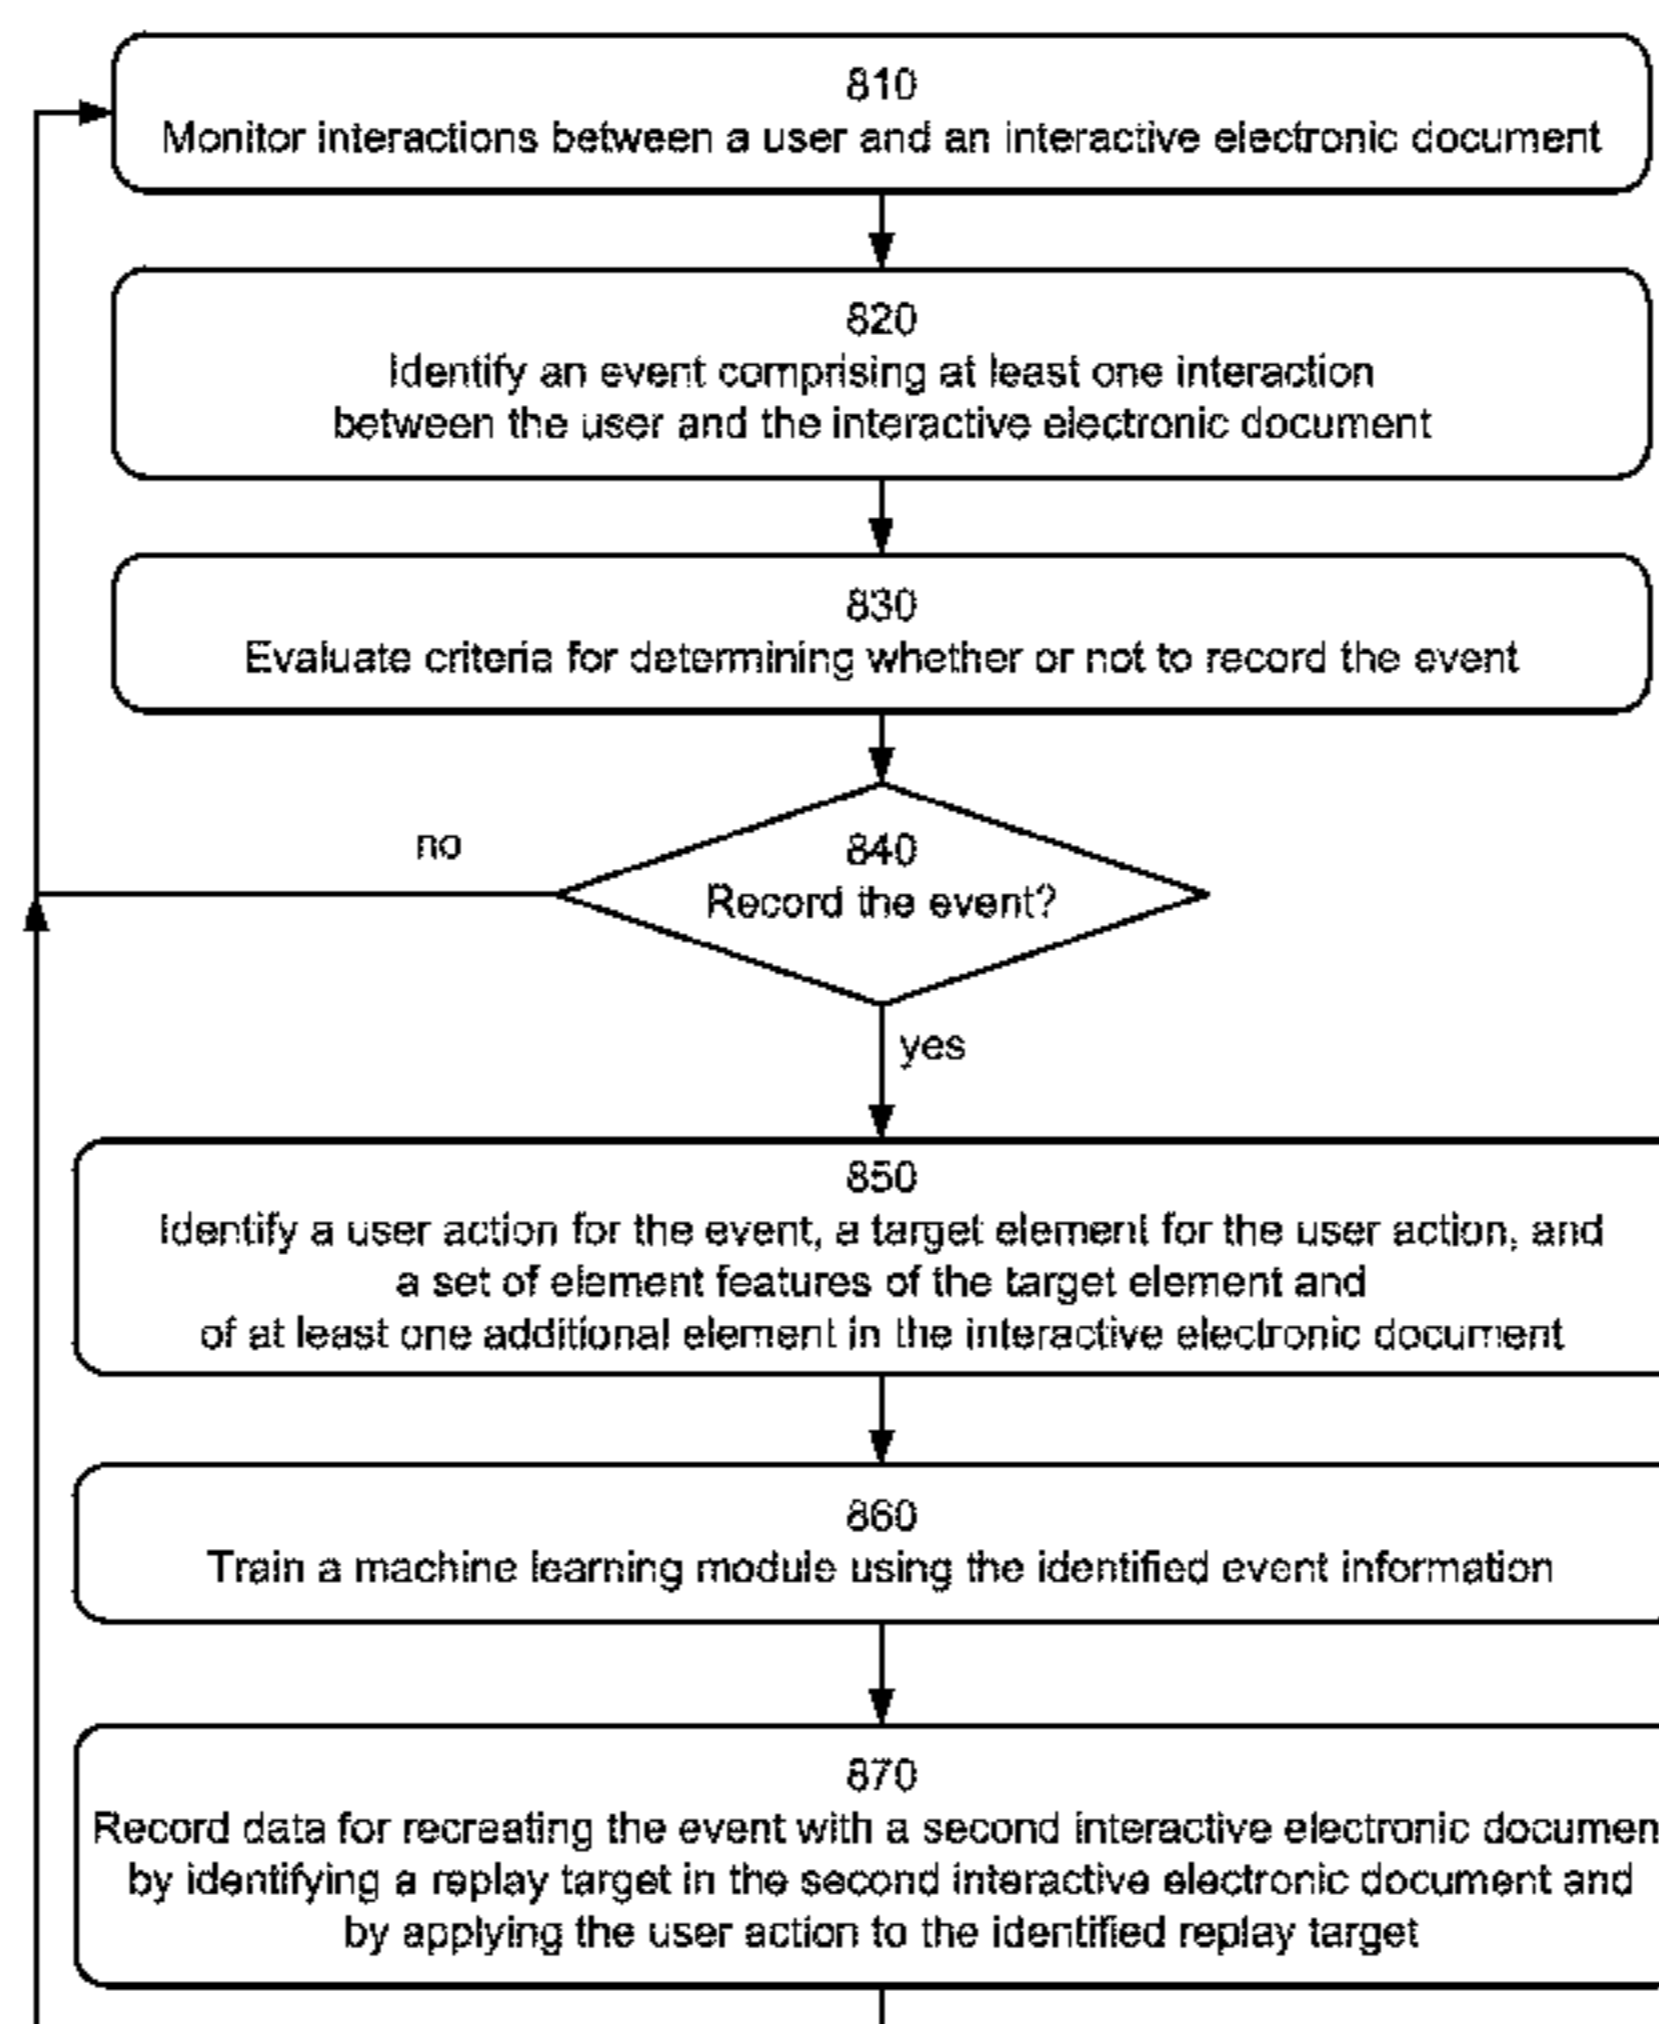 810
Monitor interactions between a user and an interactive electronic document
820
Identify an event comprising at least one interaction
between the user and the interactive electronic document
830
Evaluate criteria for determining whether or not to record the event
840
Record the event?
no
yes
850
Identify a user action for the event, a target element for the user action, and
a set of element features of the target element and
of at least one additional element in the interactive electronic document
860
Train a machine learning module using the identified event information
870
Record data for recreating the event with a second interactive electronic documen
by identifying a replay target in the second interactive electronic document and
by applying the user action to the identified replay target